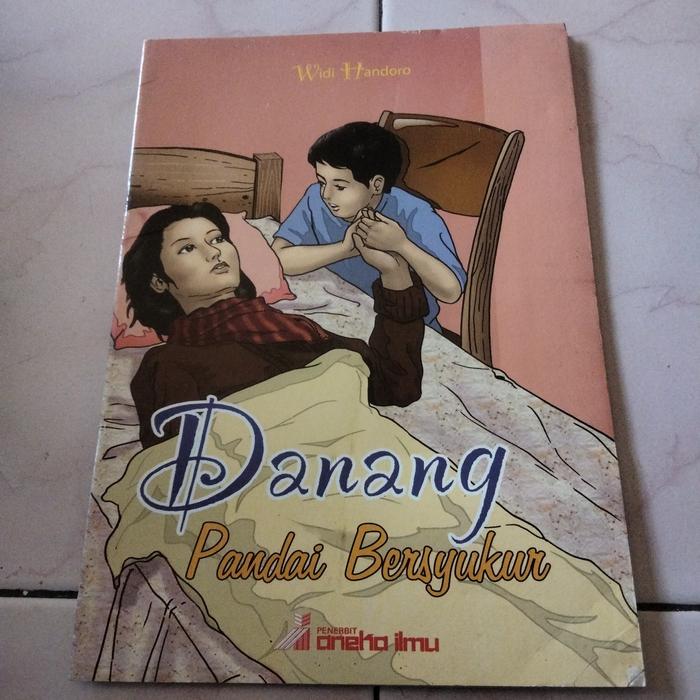 Widi Handoro
Danang
Pandai Bersyukur
PENERBIT
aneka ilmu